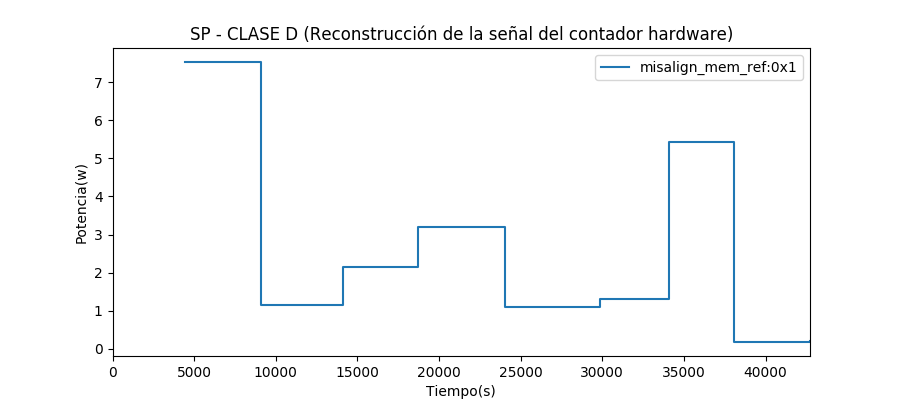 SP - CLASE D (Reconstrucción de la señal del contador hardware)
misalign_mem_ref:0x1
Potencia(w)
7
6
5
4
3
2
1
0
0 5000 10000 15000 20000 25000 30000 35000 40000
Tiempo(s)